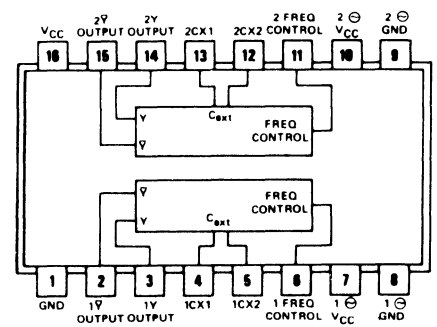 2Ȳ 2Y 2 FREQ 2 ⊖ 2 ⊖
VCC OUTPUT OUTPUT 2CX1 2CX2 CONTROL VCC GND
16 15 14 13 12 11 10 9
Y Cext FREQ
Ȳ CONTROL
Ȳ FREQ
Y Cext CONTROL
1 2 3 4 5 6 7 8
GND 1Ȳ 1Y 1CX1 1CX2 1 FREQ 1 ⊖ 1 ⊖
OUTPUT OUTPUT CONTROL VCC GND